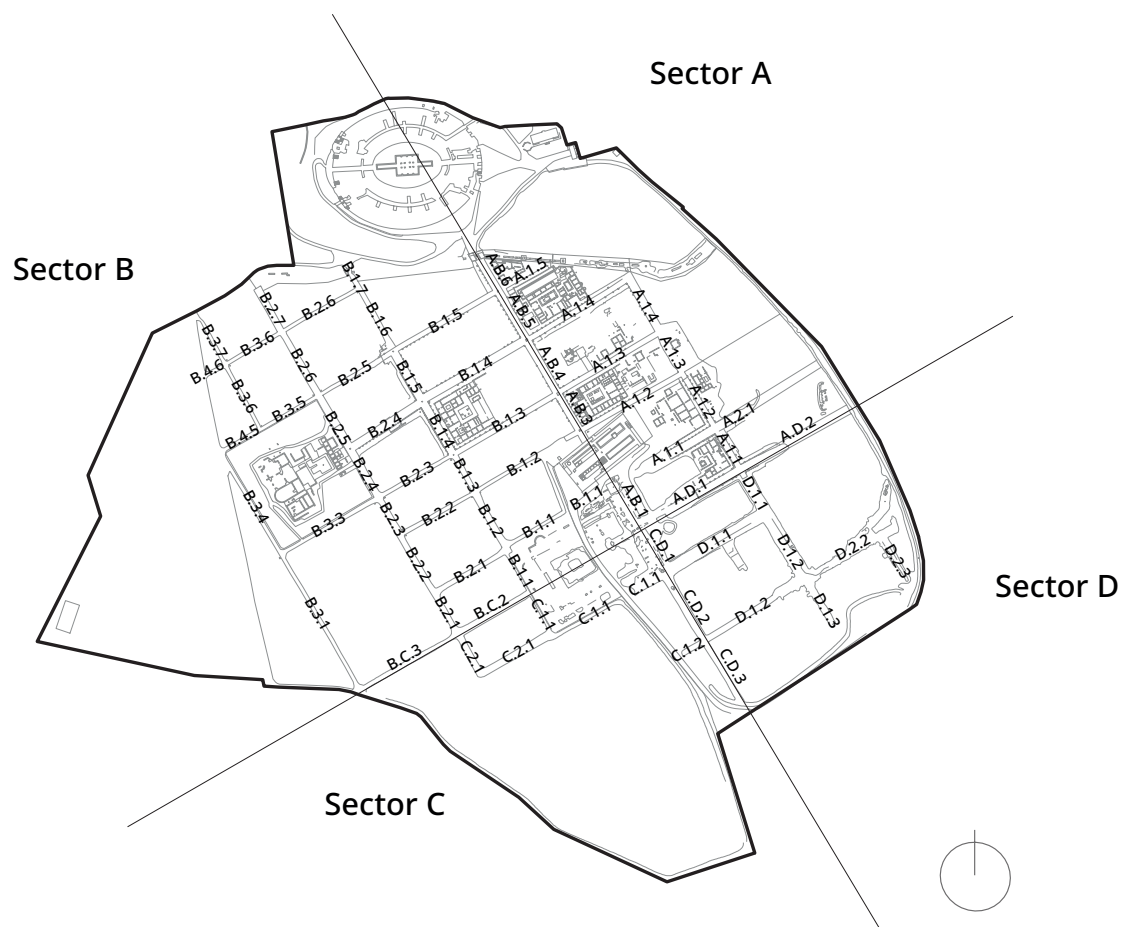 Sector A
Sector B
Sector D
Sector C
A.B.6
A.1.5
A.B.5
A.1.4
A.1.4
A.B.4
A.1.3
A.1.3
A.B.3
A.1.2
A.1.2
A.2.1
A.D.2
A.1.1
A.1.1
A.D.1
A.B.1
B.1.7
B.2.7
B.2.6
B.1.6
B.1.5
B.3.7
B.3.6
B.2.6
B.4.6
B.2.5
B.1.5
B.1.4
B.3.6
B.3.5
B.4.5
B.2.5
B.2.4
B.1.4
B.1.3
B.2.4
B.2.3
B.1.3
B.1.2
B.3.4
B.3.3
B.2.3
B.2.2
B.1.2
B.1.1
B.1.1
B.2.2
B.2.1
B.1.1
B.3.1
B.2.1
B.C.2
B.C.3
C.1.1
C.1.1
C.1.1
C.2.1
C.2.1
C.1.2
C.D.1
C.D.2
C.D.3
D.1.1
D.1.1
D.1.2
D.2.2
D.2.3
D.1.2
D.1.3